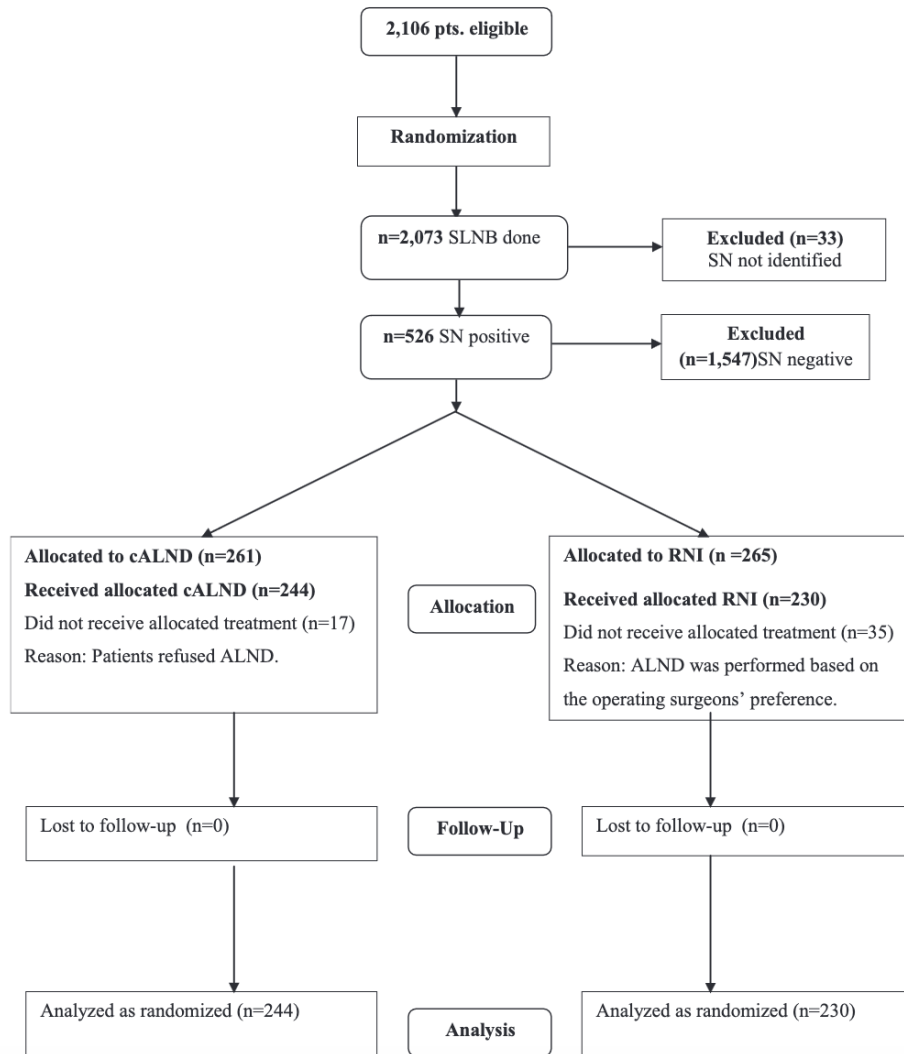 2,106 pts. eligible
Randomization
n=2,073 SLNB done
Excluded (n=33)
SN not identified
n=526 SN positive
Excluded
(n=1,547)SN negative
Allocated to cALND (n=261)
Received allocated cALND (n=244)
Did not receive allocated treatment (n=17)
Reason: Patients refused ALND.
Allocation
Allocated to RNI (n =265)
Received allocated RNI (n=230)
Did not receive allocated treatment (n=35)
Reason: ALND was performed based on
the operating surgeons’ preference.
Lost to follow-up (n=0)
Follow-Up
Lost to follow-up (n=0)
Analyzed as randomized (n=244)
Analysis
Analyzed as randomized (n=230)